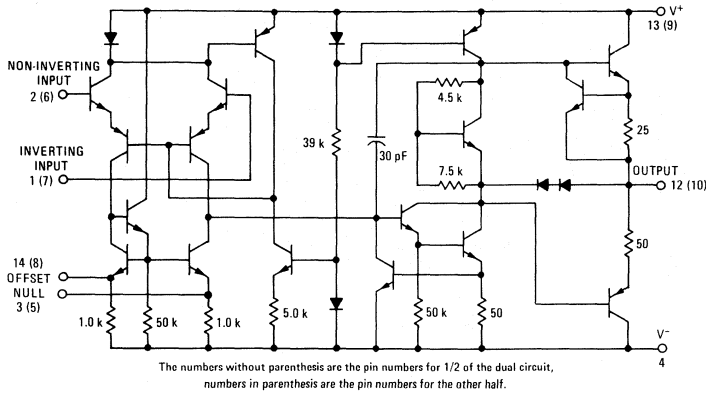 V+
13 (9)
NON-INVERTING
INPUT
2 (6)
4.5 k
25
39 k
30 pF
INVERTING
INPUT
1 (7)
7.5 k
OUTPUT
12 (10)
50
14 (8)
OFFSET
NULL
3 (5)
1.0 k
50 k
1.0 k
5.0 k
50 k
50
V-
4
The numbers without parenthesis are the pin numbers for 1/2 of the dual circuit,
numbers in parenthesis are the pin numbers for the other half.